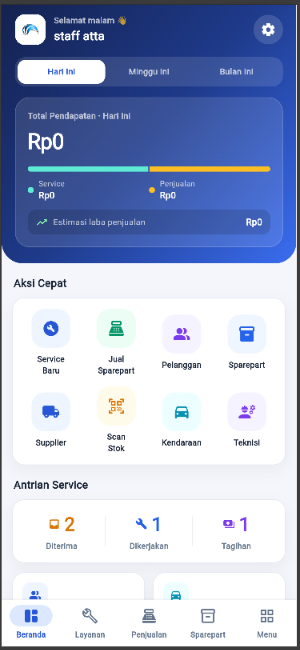 Selamat malam 👋
staff atta
Hari Ini
Minggu Ini
Bulan Ini
Total Pendapatan · Hari Ini
Rp0
Service
Rp0
Penjualan
Rp0
Estimasi laba penjualan
Rp0
Aksi Cepat
Service
Baru
Jual
Sparepart
Pelanggan
Sparepart
Supplier
Scan
Stok
Kendaraan
Teknisi
Antrian Service
2
Diterima
1
Dikerjakan
1
Tagihan
Beranda
Layanan
Penjualan
Sparepart
Menu